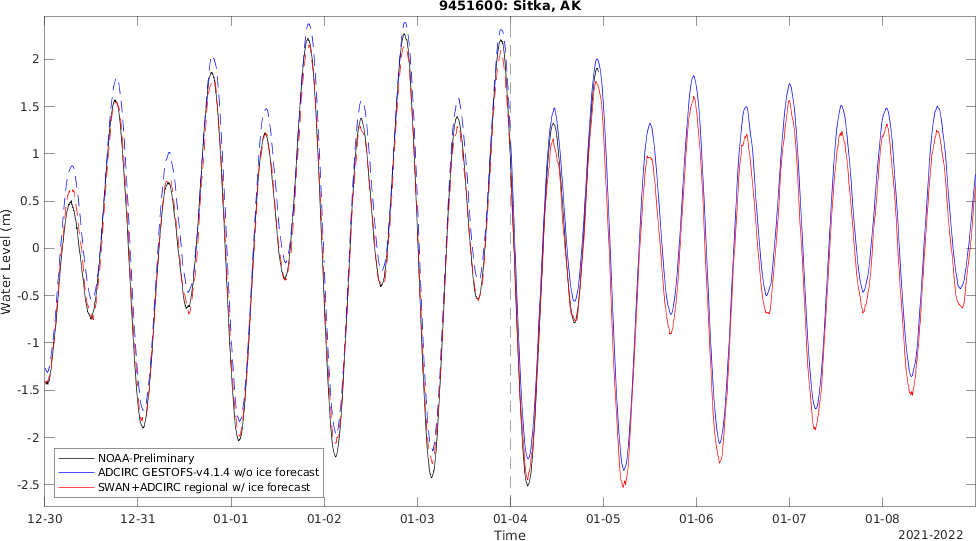 9451600: Sitka, AK
Water Level (m)
2
1.5
1
0.5
0
-0.5
-1
-1.5
-2
-2.5
NOAA-Preliminary
ADCIRC GESTOFS-v4.1.4 w/o ice forecast
SWAN+ADCIRC regional w/ ice forecast
12-30 12-31 01-01 01-02 01-03 01-04 01-05 01-06 01-07 01-08
Time
2021-2022